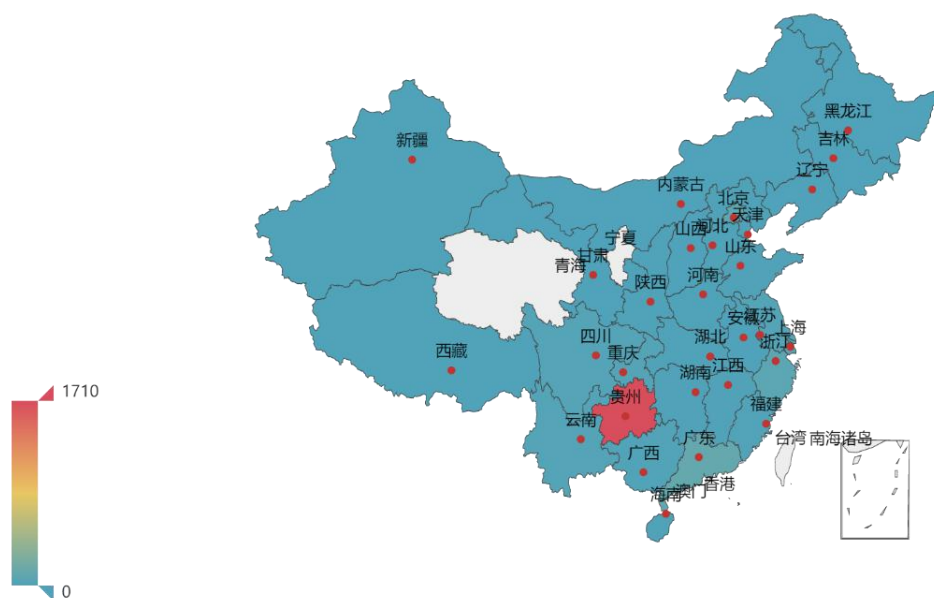 黑龙江
吉林
新疆
辽宁
内蒙古
北京
天津
宁夏
山西
河北
山东
甘肃
青海
陕西
河南
安徽
江苏
上海
四川
湖北
浙江
重庆
西藏
江西
湖南
1710
贵州
福建
云南
台湾
南海诸岛
广西
广东
香港
海南
澳门
0